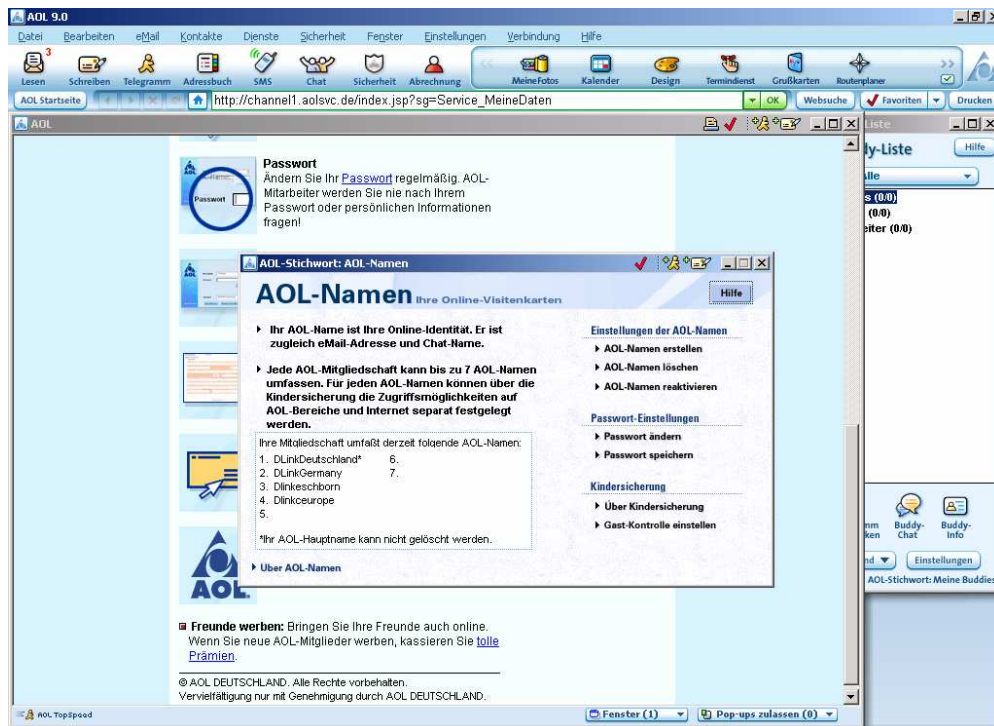 AOL 9.0
Datei Bearbeiten eMail Kontakte Dienste Sicherheit Fenster Einstellungen Verbindung Hilfe
3
Lesen Schreiben Telegramm Adressbuch SMS Chat Sicherheit Abrechnung Meine Fotos Kalender Design Termindienst Grußkarten Routenplaner
AOL Startseite http://channel1.aolsvc.de/index.jsp?sg=Service_MeineDaten OK Websuche Favoriten Drucken
AOL
Passwort
Ändern Sie Ihr Passwort regelmäßig. AOL-
Mitarbeiter werden Sie nie nach Ihrem
Passwort oder persönlichen Informationen
fragen!
Passwort
AOL-Stichwort: AOL-Namen
AOL-Namen Ihre Online-Visitenkarten
Hilfe
Ihr AOL-Name ist Ihre Online-Identität. Er ist
zugleich eMail-Adresse und Chat-Name.
Jede AOL-Mitgliedschaft kann bis zu 7 AOL-Namen
umfassen. Für jeden AOL-Namen können über die
Kindersicherung die Zugriffsmöglichkeiten auf
AOL-Bereiche und Internet separat festgelegt
werden.
Ihre Mitgliedschaft umfaßt derzeit folgende AOL-Namen:
1. DLinkDeutschland* 6.
2. DLinkGermany 7.
3. Dlinkeschborn
4. Dlinceurope
5.
*Ihr AOL-Hauptname kann nicht gelöscht werden.
Über AOL-Namen
Einstellungen der AOL-Namen
AOL-Namen erstellen
AOL-Namen löschen
AOL-Namen reaktivieren
Passwort-Einstellungen
Passwort ändern
Passwort speichern
Kindersicherung
Über Kindersicherung
Gast-Kontrolle einstellen
AOL.
Freunde werben: Bringen Sie Ihre Freunde auch online.
Wenn Sie neue AOL-Mitglieder werben, kassieren Sie tolle
Prämien.
© AOL DEUTSCHLAND. Alle Rechte vorbehalten.
Vervielfältigung nur mit Genehmigung durch AOL DEUTSCHLAND.
Liste
dy-Liste Hilfe
lle
s (0/0)
(0/0)
eiter (0/0)
mm Buddy- Buddy-
ken Chat Info
nd Einstellungen
AOL-Stichwort: Meine Buddies
AOL TopSpeed
Fenster (1) Pop-ups zulassen (0)